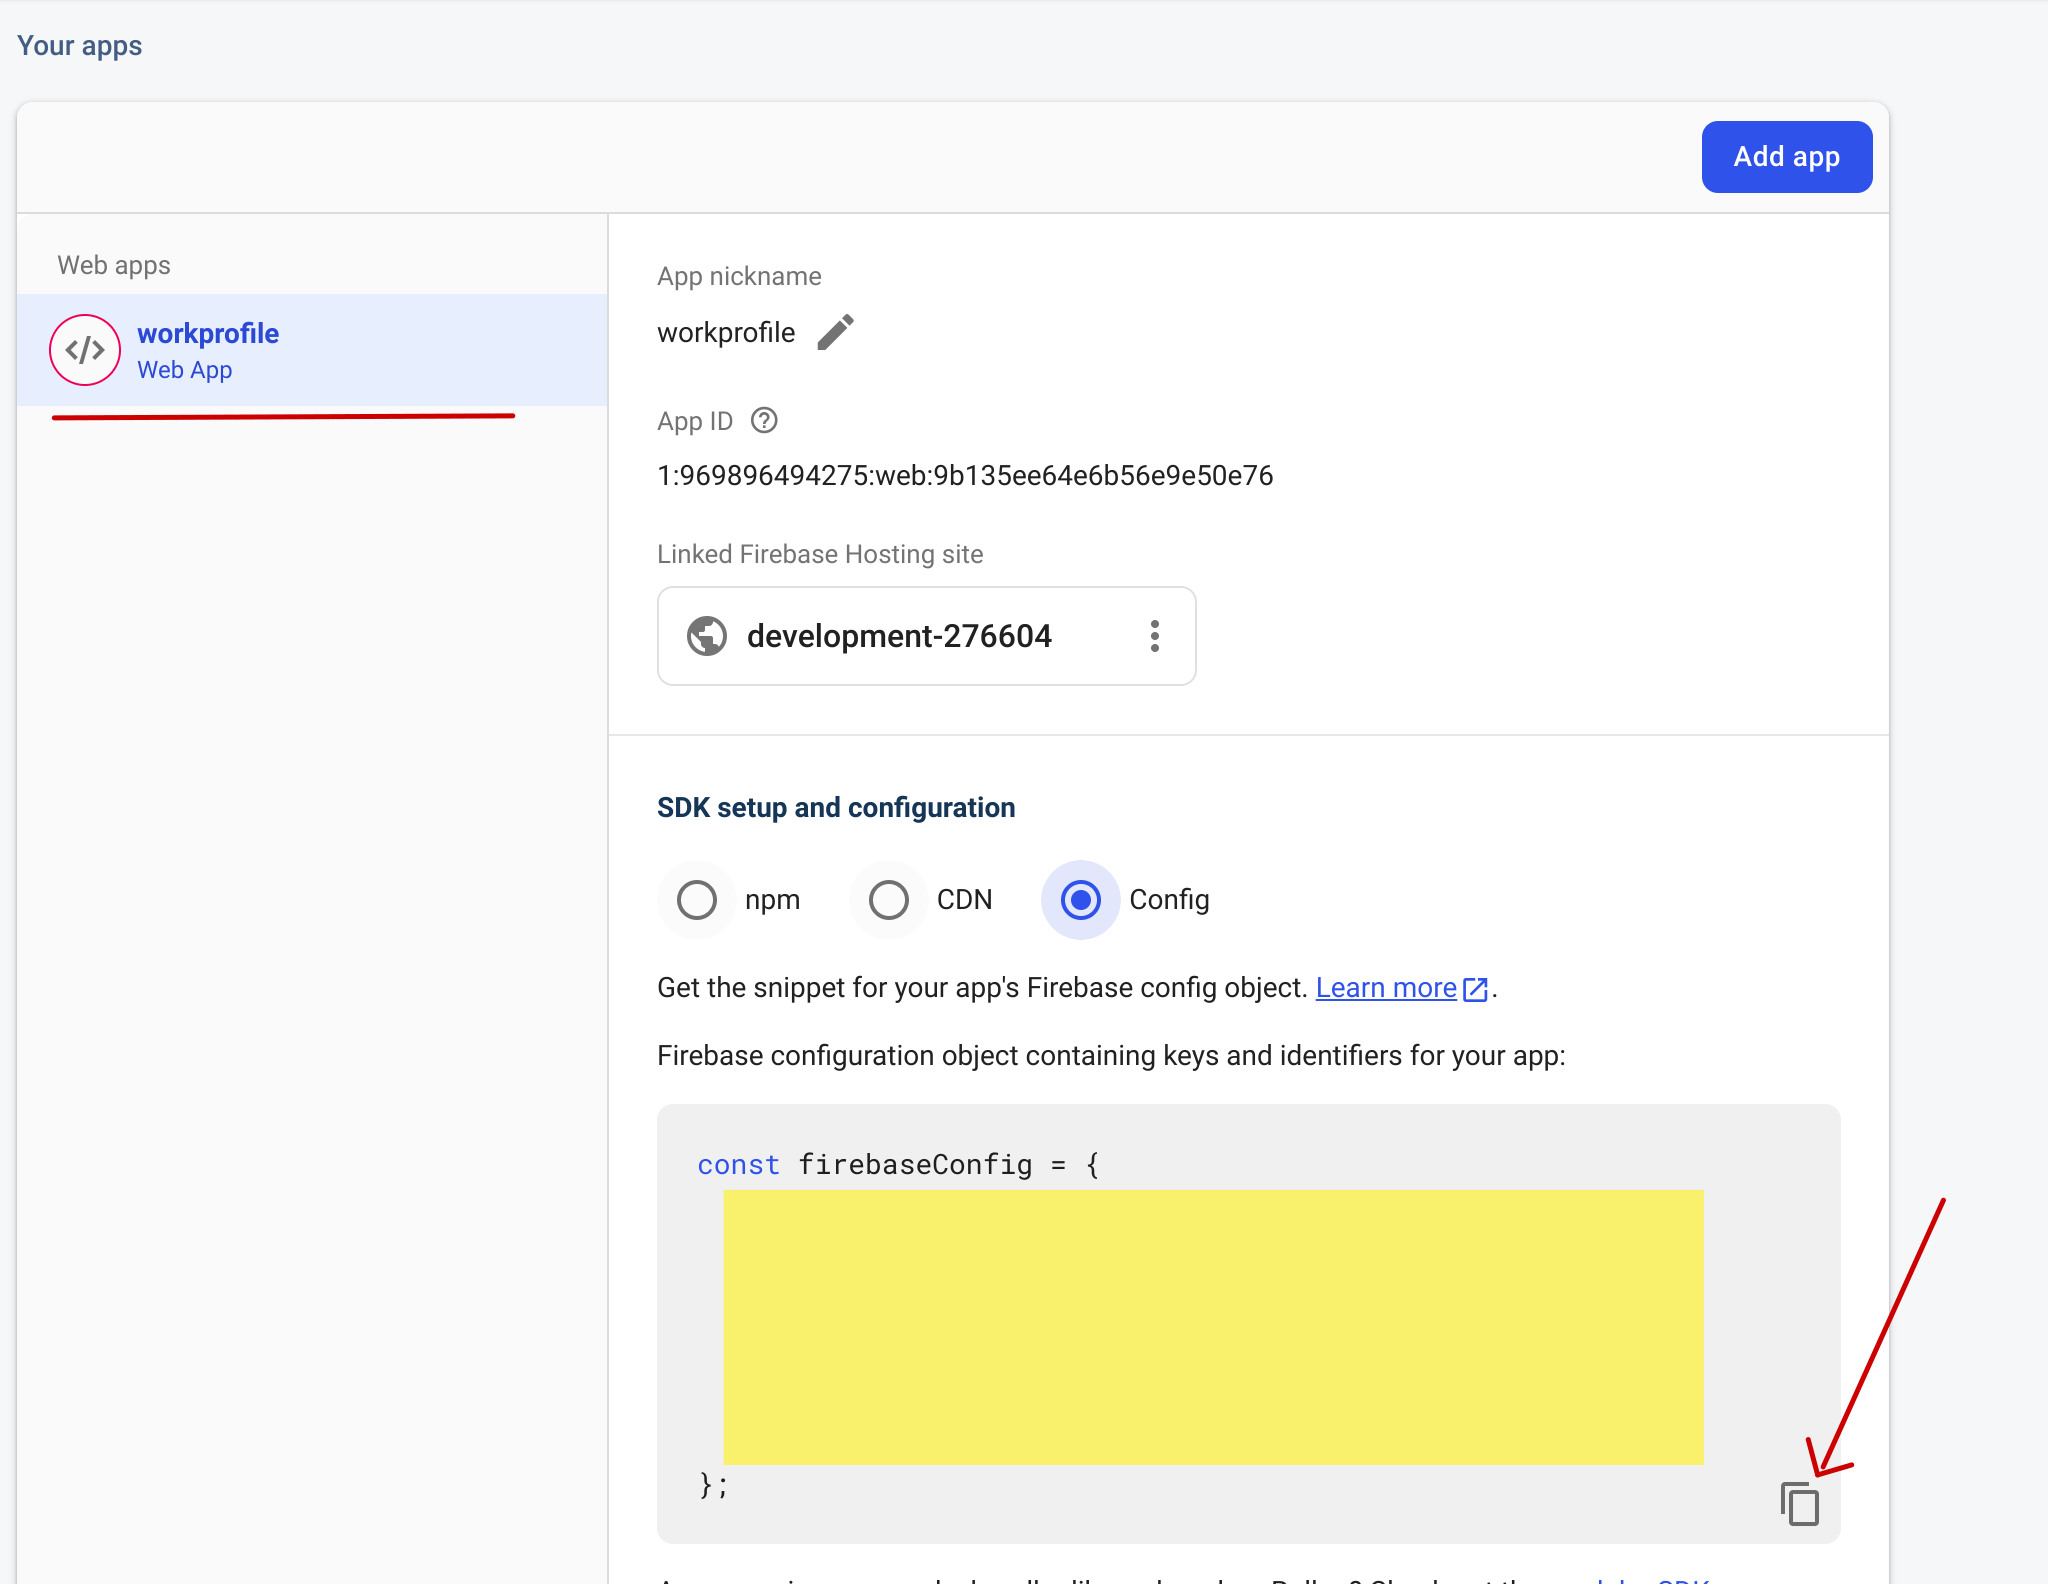 Your apps
Add app
Web apps
workprofile
Web App
App nickname
workprofile
App ID
1:969896494275:web:9b135ee64e6b56e9e50e76
Linked Firebase Hosting site
development-276604
SDK setup and configuration
npm
CDN
Config
Get the snippet for your app's Firebase config object. Learn more.
Firebase configuration object containing keys and identifiers for your app:
const firebaseConfig = {
};